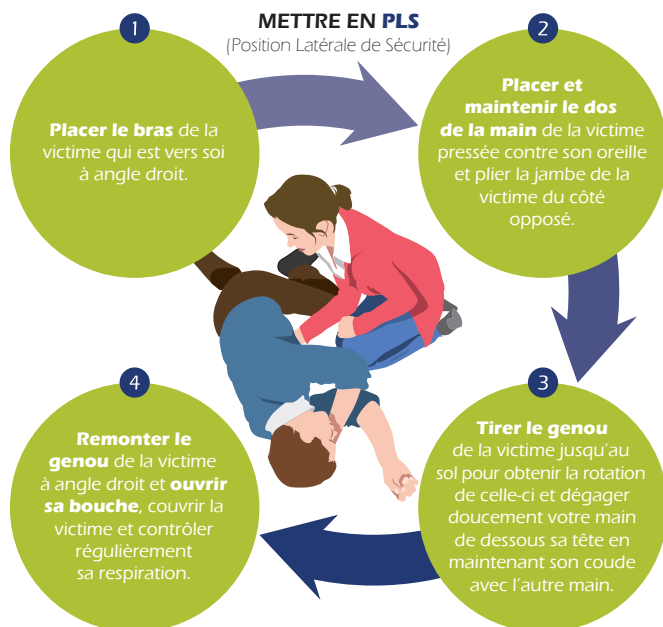 METTRE EN PLS
(Position Latérale de Sécurité)
1
Placer le bras de la
victime qui est vers soi
à angle droit.
2
Placer et
maintenir le dos
de la main de la victime
pressée contre son oreille
et plier la jambe de la
victime du côté
opposé.
3
Tirer le genou
de la victime jusqu'au
sol pour obtenir la rotation
de celle-ci et dégager
doucement votre main
de dessous sa tête en
maintenant son coude
avec l'autre main.
4
Remonter le
genou de la victime
à angle droit et ouvrir
sa bouche, couvrir la
victime et contrôler
régulièrement
sa respiration.